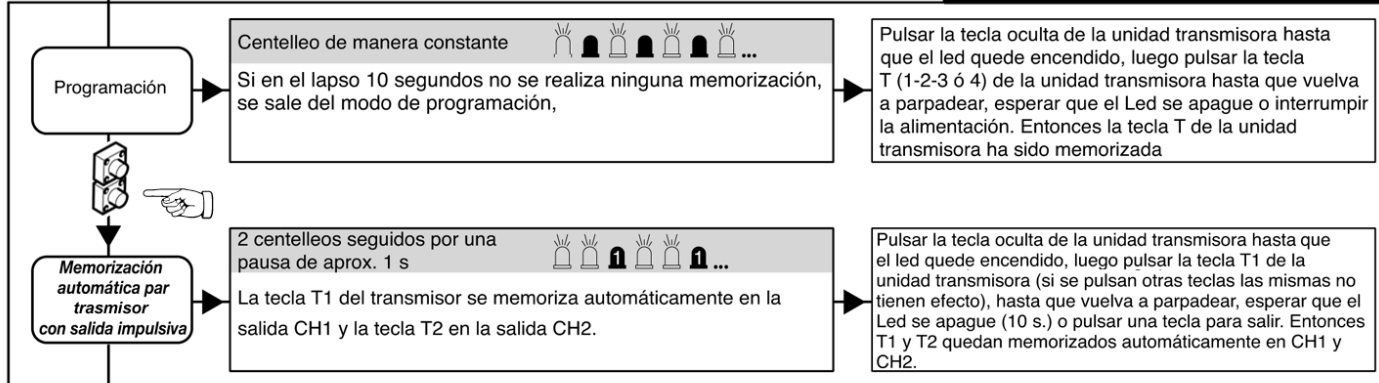 Programación
Centelleo de manera constante
...
Si en el lapso 10 segundos no se realiza ninguna memorización,
se sale del modo de programación,
Pulsar la tecla oculta de la unidad transmisora hasta
que el led quede encendido, luego pulsar la tecla
T (1-2-3 ó 4) de la unidad transmisora hasta que vuelva
a parpadear, esperar que el Led se apague o interrumpir
la alimentación. Entonces la tecla T de la unidad
transmisora ha sido memorizada
Memorización
automática par
trasmisor
con salida impulsiva
2 centelleos seguidos por una
pausa de aprox. 1 s
1 1 ...
La tecla T1 del transmisor se memoriza automáticamente en la
salida CH1 y la tecla T2 en la salida CH2.
Pulsar la tecla oculta de la unidad transmisora hasta que
el led quede encendido, luego pulsar la tecla T1 de la
unidad transmisora (si se pulsan otras teclas las mismas no
tienen efecto), hasta que vuelva a parpadear, esperar que el
Led se apague (10 s.) o pulsar una tecla para salir. Entonces
T1 y T2 quedan memorizados automáticamente en CH1 y
CH2.